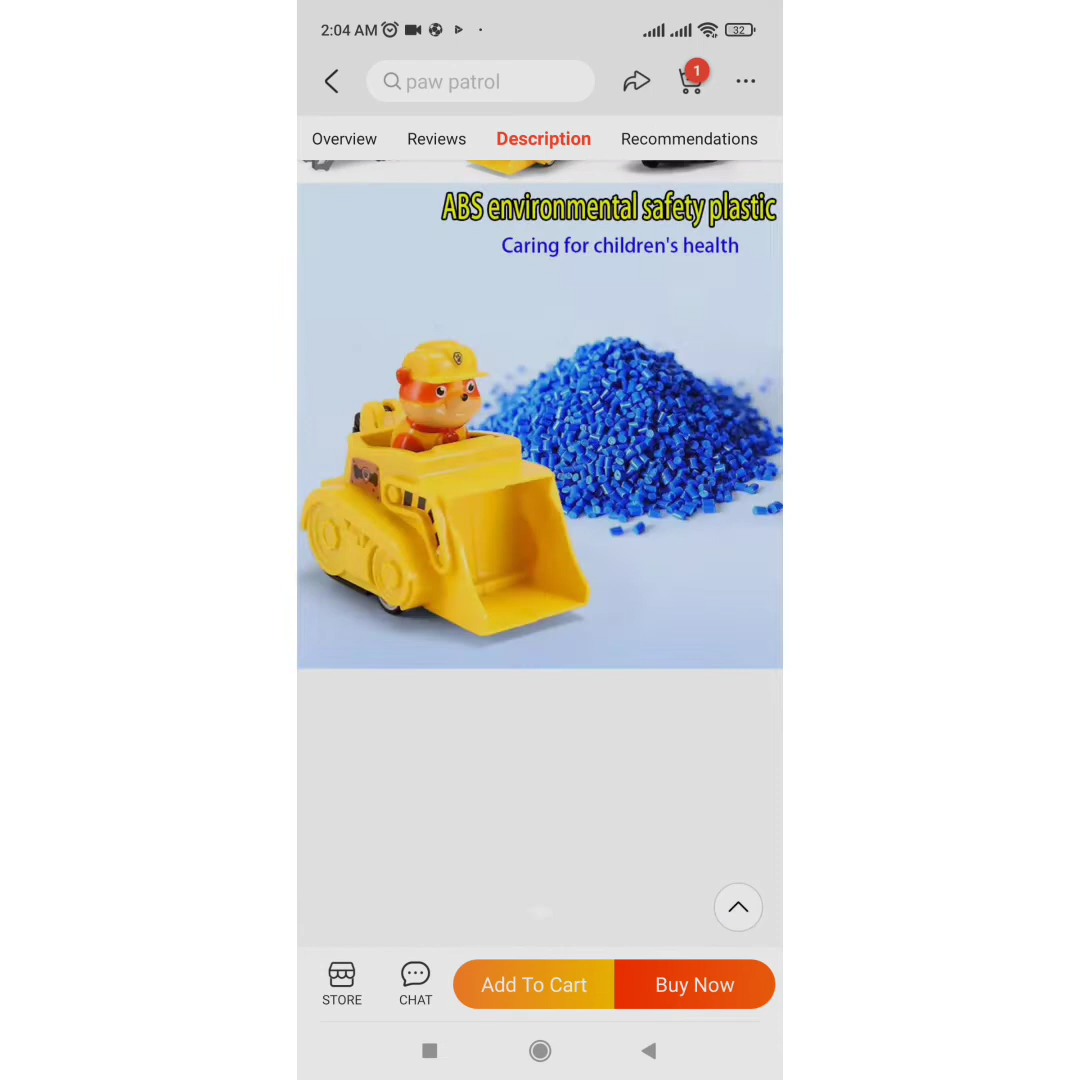 2:04 AM
32
paw patrol
1
Overview Reviews Description Recommendations
ABS environmental safety plastic
Caring for children's health
STORE
CHAT
Add To Cart
Buy Now